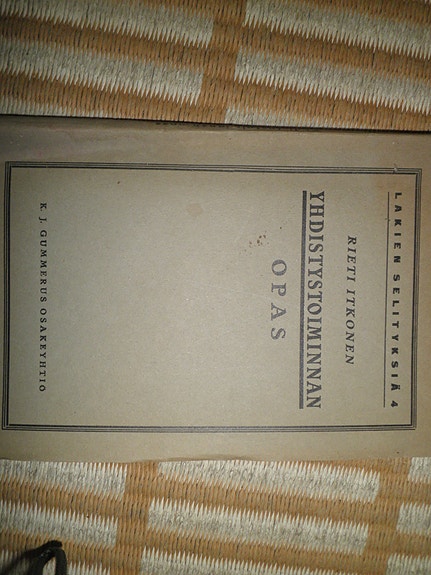 LAKIEN SELITYKSIÄ 4
RIETI ITKONEN
YHDISTYSTOIMINNAN
OPAS
K. J. GUMMERUS OSAKEYHTIÖ